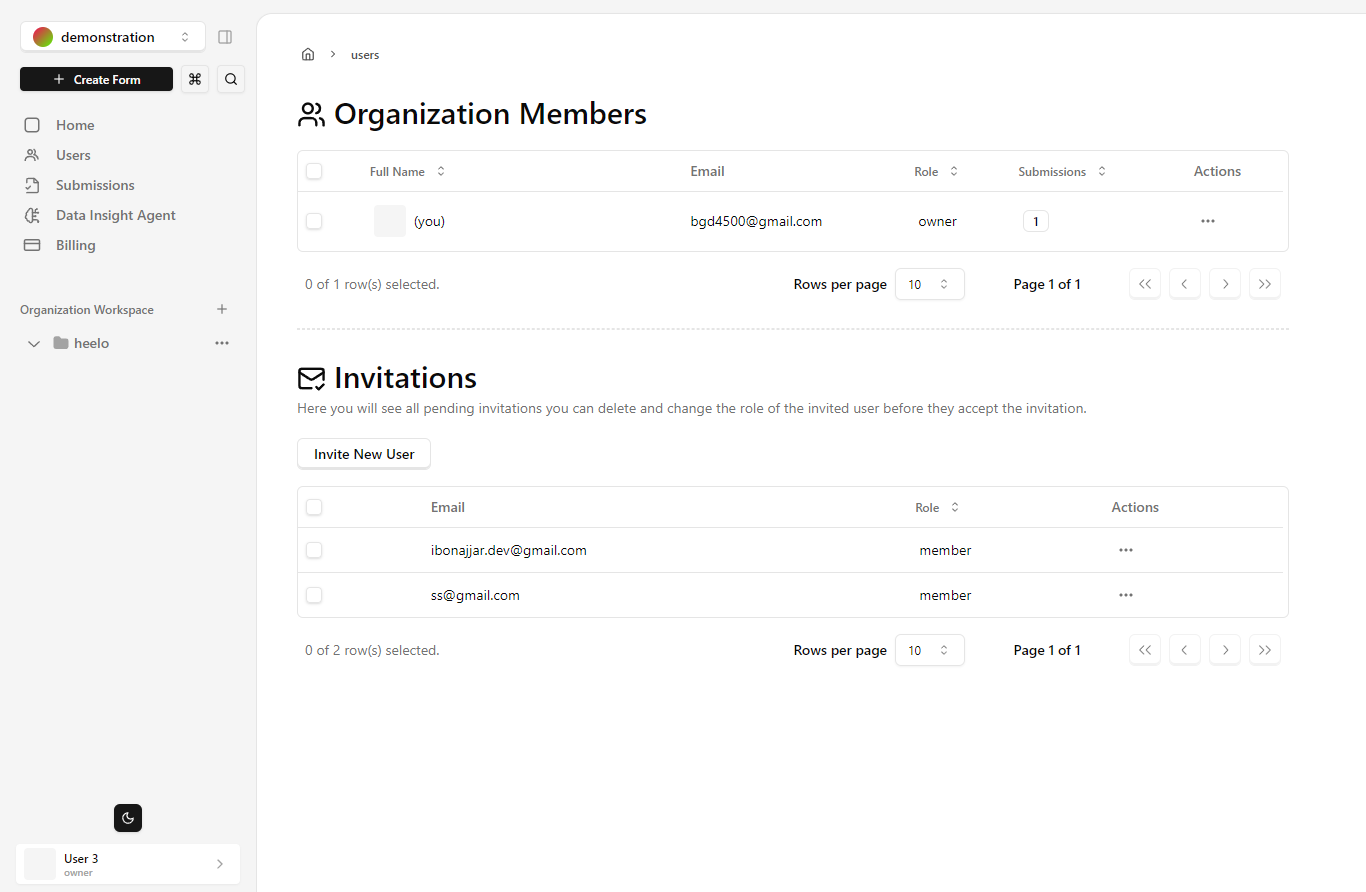 demonstration
Create Form
Home
Users
Submissions
Data Insight Agent
Billing
Organization Workspace
heelo
User 3
owner
users
Organization Members
Full Name Email Role Submissions Actions
(you) bgd4500@gmail.com owner 1
0 of 1 row(s) selected. Rows per page 10 Page 1 of 1
Invitations
Here you will see all pending invitations you can delete and change the role of the invited user before they accept the invitation.
Invite New User
Email Role Actions
ibonajjar.dev@gmail.com member
ss@gmail.com member
0 of 2 row(s) selected. Rows per page 10 Page 1 of 1